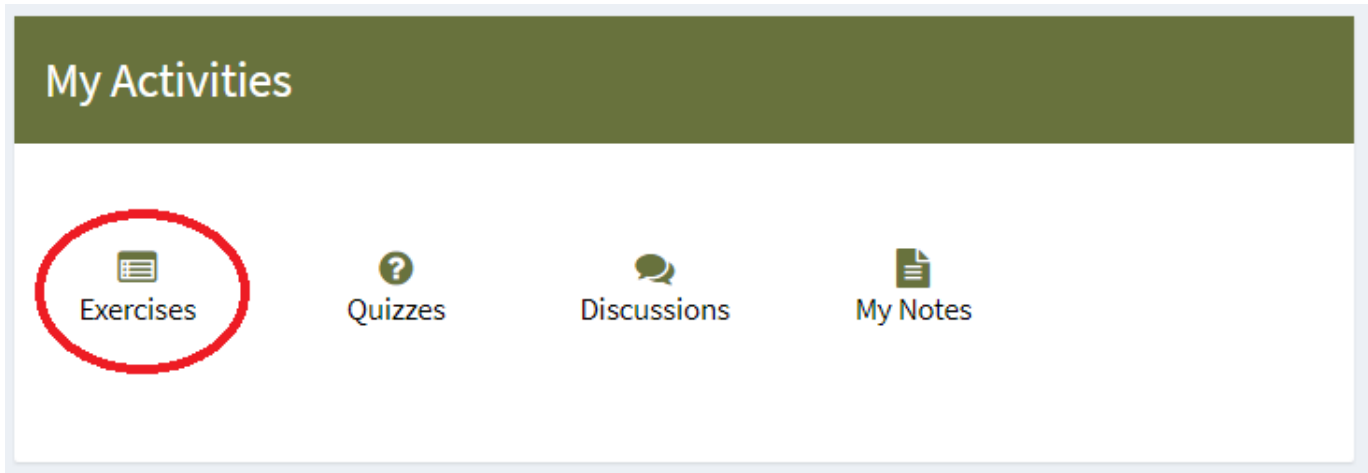 My Activities
Exercises
Quizzes
Discussions
My Notes